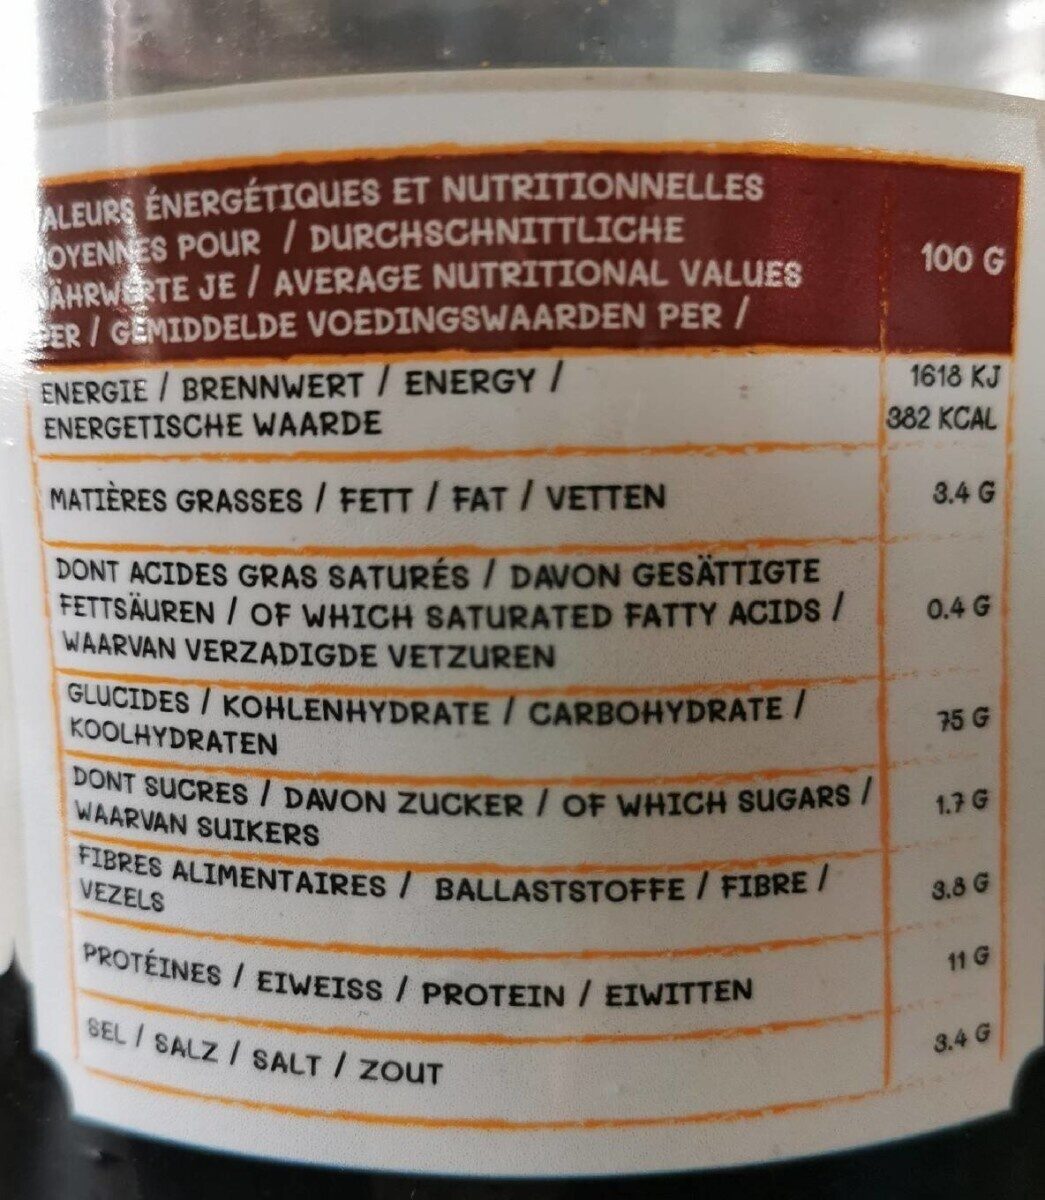 ALEURS ÉNERGÉTIQUES ET NUTRITIONNELLES
OYENNES POUR / DURCHSCHNITTLICHE
ÄHRWERTE JE / AVERAGE NUTRITIONAL VALUES
PER / GEMIDDELDE VOEDINGSWAARDEN PER /
100 G
ENERGIE / BRENNWERT / ENERGY /
ENERGETISCHE WAARDE
1618 KJ
382 KCAL
MATIÈRES GRASSES / FETT / FAT / VETTEN
3.4 G
DONT ACIDES GRAS SATURÉS / DAVON GESÄTTIGTE
FETTSÄUREN / OF WHICH SATURATED FATTY ACIDS /
WAARVAN VERZADIGDE VETZUREN
0.4 G
GLUCIDES / KOHLENHYDRATE / CARBOHYDRATE /
KOOLHYDRATEN
75 G
DONT SUCRES / DAVON ZUCKER / OF WHICH SUGARS /
WAARVAN SUIKERS
1.7 G
FIBRES ALIMENTAIRES / BALLASTSTOFFE / FIBRE /
VEZELS
3.8 G
PROTÉINES / EIWEISS / PROTEIN / EIWITTEN
11 G
SEL / SALZ / SALT / ZOUT
3.4 G